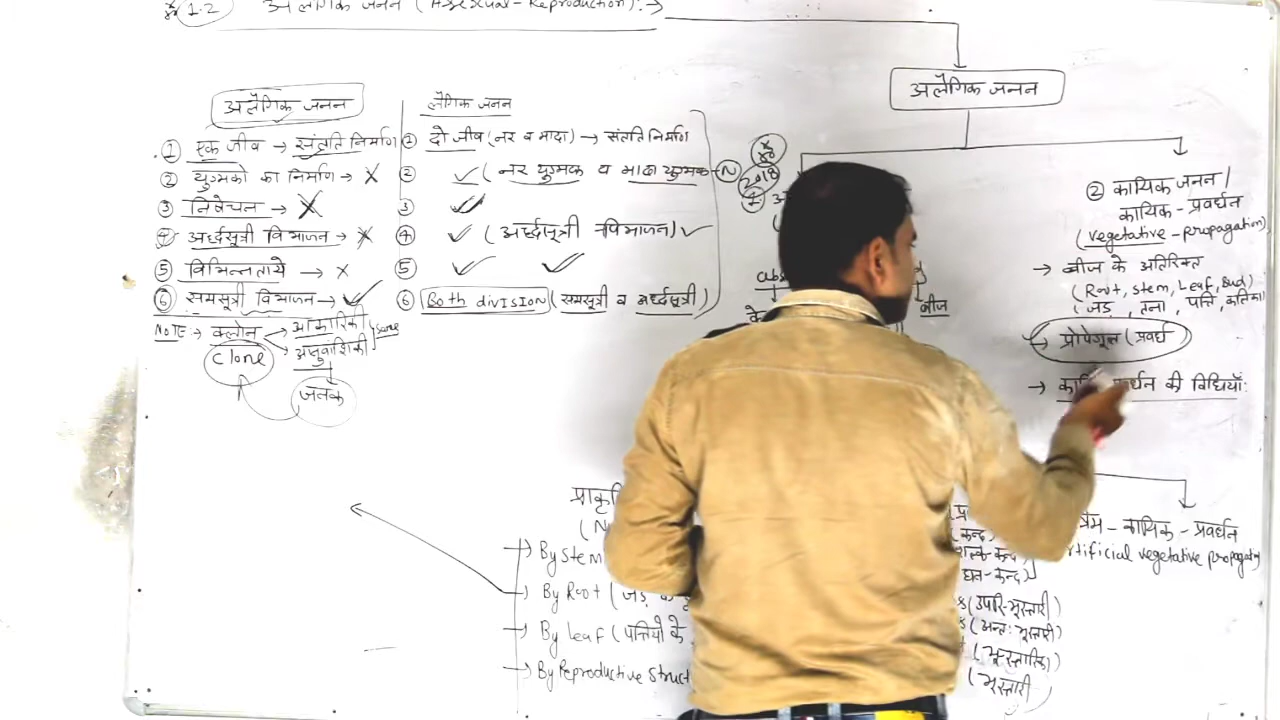 1.2 अलैंगिक जनन (Asexual-Reproduction):→
अलैंगिक जनन
① एक जीव → संतति निर्माण
② युग्मको का निर्माण → X
③ निषेचन → X
④ अर्द्धसूत्री विभाजन → X
⑤ विभिन्नतायें → X
⑥ समसूत्री विभाजन → ✓
NOTE:→ क्लोन
आकारिकी
आनुवांशिकी
same
Clone
जनक
लैंगिक जनन
① दो जीव (नर व मादा) → संतति निर्माण
② ✓ (नर युग्मक व मादा युग्मक → N
③ ✓
④ ✓ (अर्द्धसूत्री विभाजन) ✓
⑤ ✓ ✓
⑥ Both division (समसूत्री व अर्द्धसूत्री)
अलैंगिक जनन
2018
बीज
② कायिक जनन /
कायिक - प्रवर्धन
(vegetative - propagation)
→ बीज के अतिरिक्त
(Root, stem, Leaf, Bud)
(जड़, तना, पत्ति, कलिका)
→ प्रोपेगूल (प्रवर्ध)
→ की विधियाँ:
By stem
By Root (जड़
By Leaf (पत्तियों के
By Reproductive Struct
(कन्द)
घन-कन्द)
(उपरि-भूस्तारी)
(अन्तः भूस्तारी)
(भूस्तारिका)
(भूस्तारी)
- कायिक - प्रवर्धन
vegetative propagation